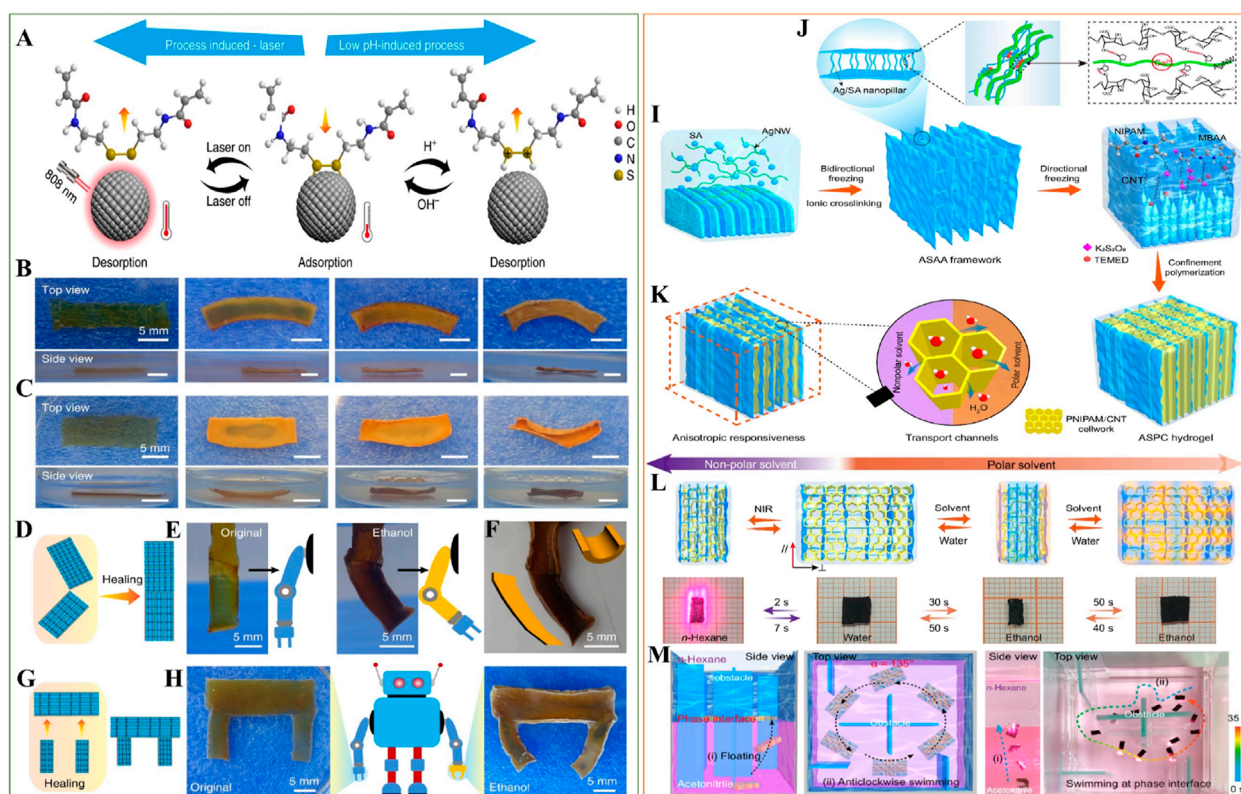 A
Process induced - laser
Low pH-induced process
H
O
C
N
S
808 nm
Laser on
Laser off
H⁺
OH⁻
Desorption
Adsorption
Desorption
B
Top view
5 mm
Side view
C
Top view
5 mm
Side view
D
Healing
E
Original
5 mm
Ethanol
5 mm
F
5 mm
G
Healing
H
Original
5 mm
Ethanol
5 mm
J
Ag/SA nanopillar
AgNW
I
SA
AgNW
Bidirectional
freezing
Ionic crosslinking
ASAA framework
Directional
freezing
NIPAM
MBAA
CNT
K₂S₂O₈
TEMED
Confinement
polymerization
K
Anisotropic responsiveness
Nonpolar solvent
Polar solvent
H₂O
Transport channels
PNIPAM/CNT
cellwork
ASPC hydrogel
Non-polar solvent
Polar solvent
L
NIR
//
⊥
Solvent
Water
Solvent
Water
n-Hexane
2 s
7 s
Water
30 s
50 s
Ethanol
50 s
40 s
Ethanol
M
n-Hexane
Side view
obstacle
Phase interface
(i) Floating
Acetonitrile
Top view
α = 135°
Obstacle
(ii) Anticlockwise swimming
Side view
n-Hexane
(i)
Acetonitrile
Top view
(ii)
Obstacle
Swimming at phase interface
35
0 s